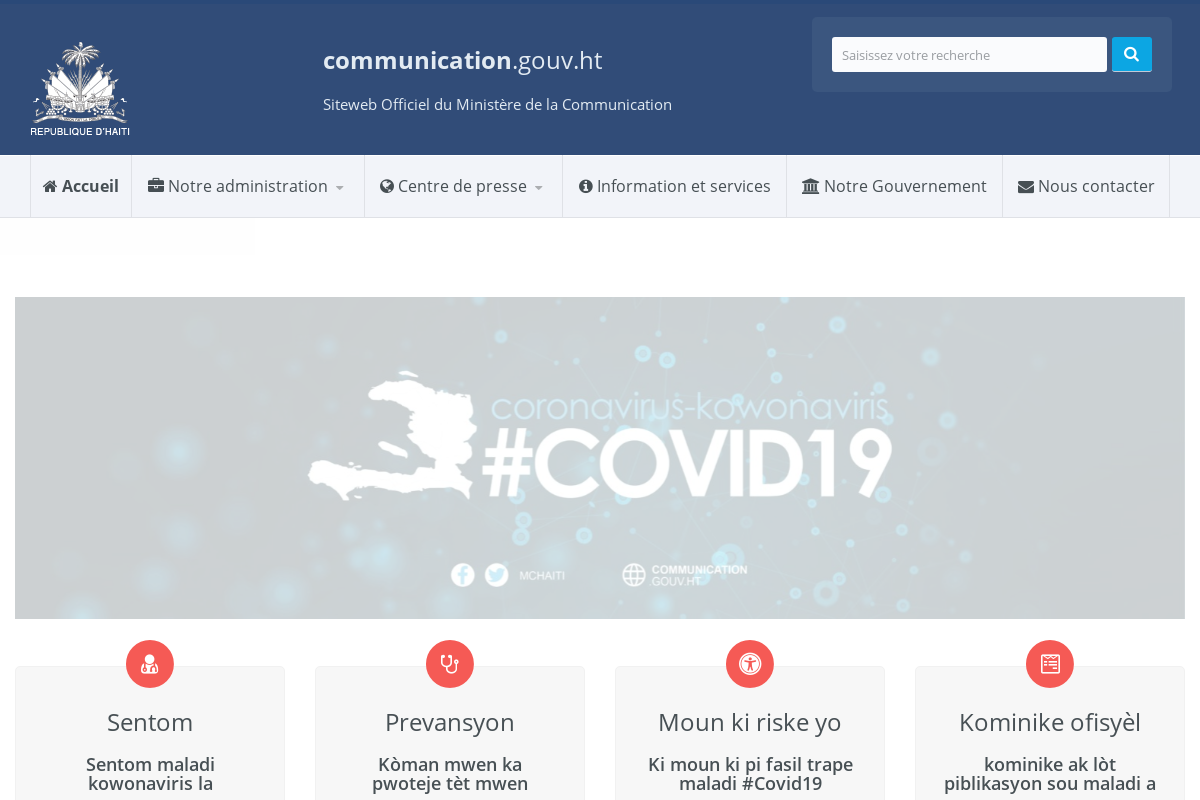 REPUBLIQUE D'HAITI
communication.gouv.ht
Siteweb Officiel du Ministère de la Communication
Saisissez votre recherche
Accueil
Notre administration
Centre de presse
Information et services
Notre Gouvernement
Nous contacter
coronavirus-kowonaviris
#COVID19
MCHAITI
COMMUNICATION
.GOUV.HT
Sentom
Sentom maladi
kowonaviris la
Prevansyon
Kòman mwen ka
pwoteje tèt mwen
Moun ki riske yo
Ki moun ki pi fasil trape
maladi #Covid19
Kominike ofisyèl
kominike ak lòt
piblikasyon sou maladi a